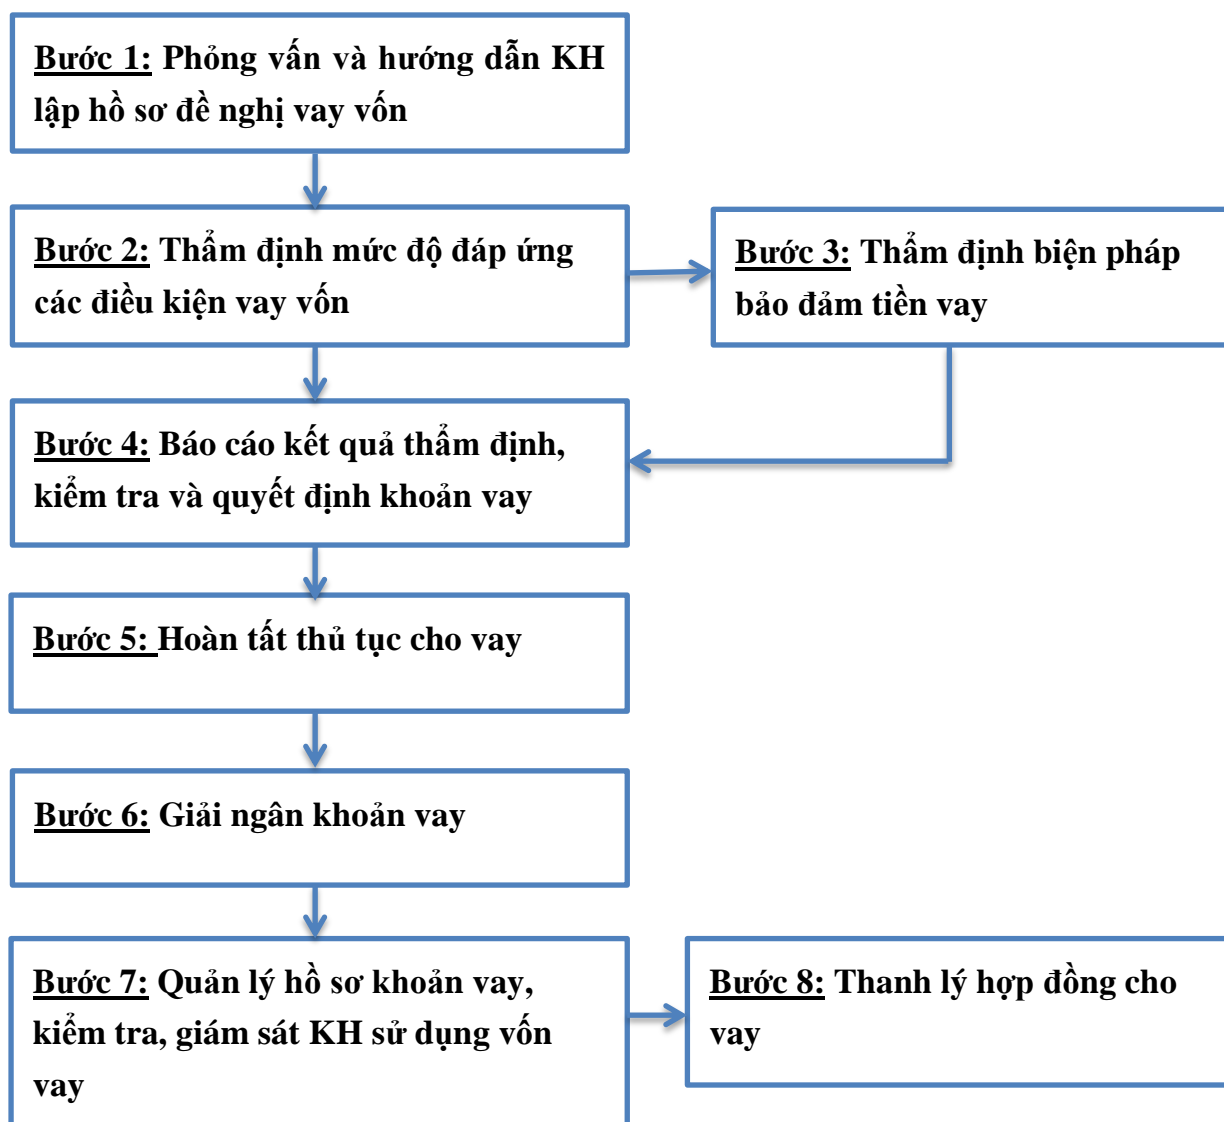 Bước 1: Phỏng vấn và hướng dẫn KH
lập hồ sơ đề nghị vay vốn
Bước 2: Thẩm định mức độ đáp ứng
các điều kiện vay vốn
Bước 3: Thẩm định biện pháp
bảo đảm tiền vay
Bước 4: Báo cáo kết quả thẩm định,
kiểm tra và quyết định khoản vay
Bước 5: Hoàn tất thủ tục cho vay
Bước 6: Giải ngân khoản vay
Bước 7: Quản lý hồ sơ khoản vay,
kiểm tra, giám sát KH sử dụng vốn
vay
Bước 8: Thanh lý hợp đồng cho
vay